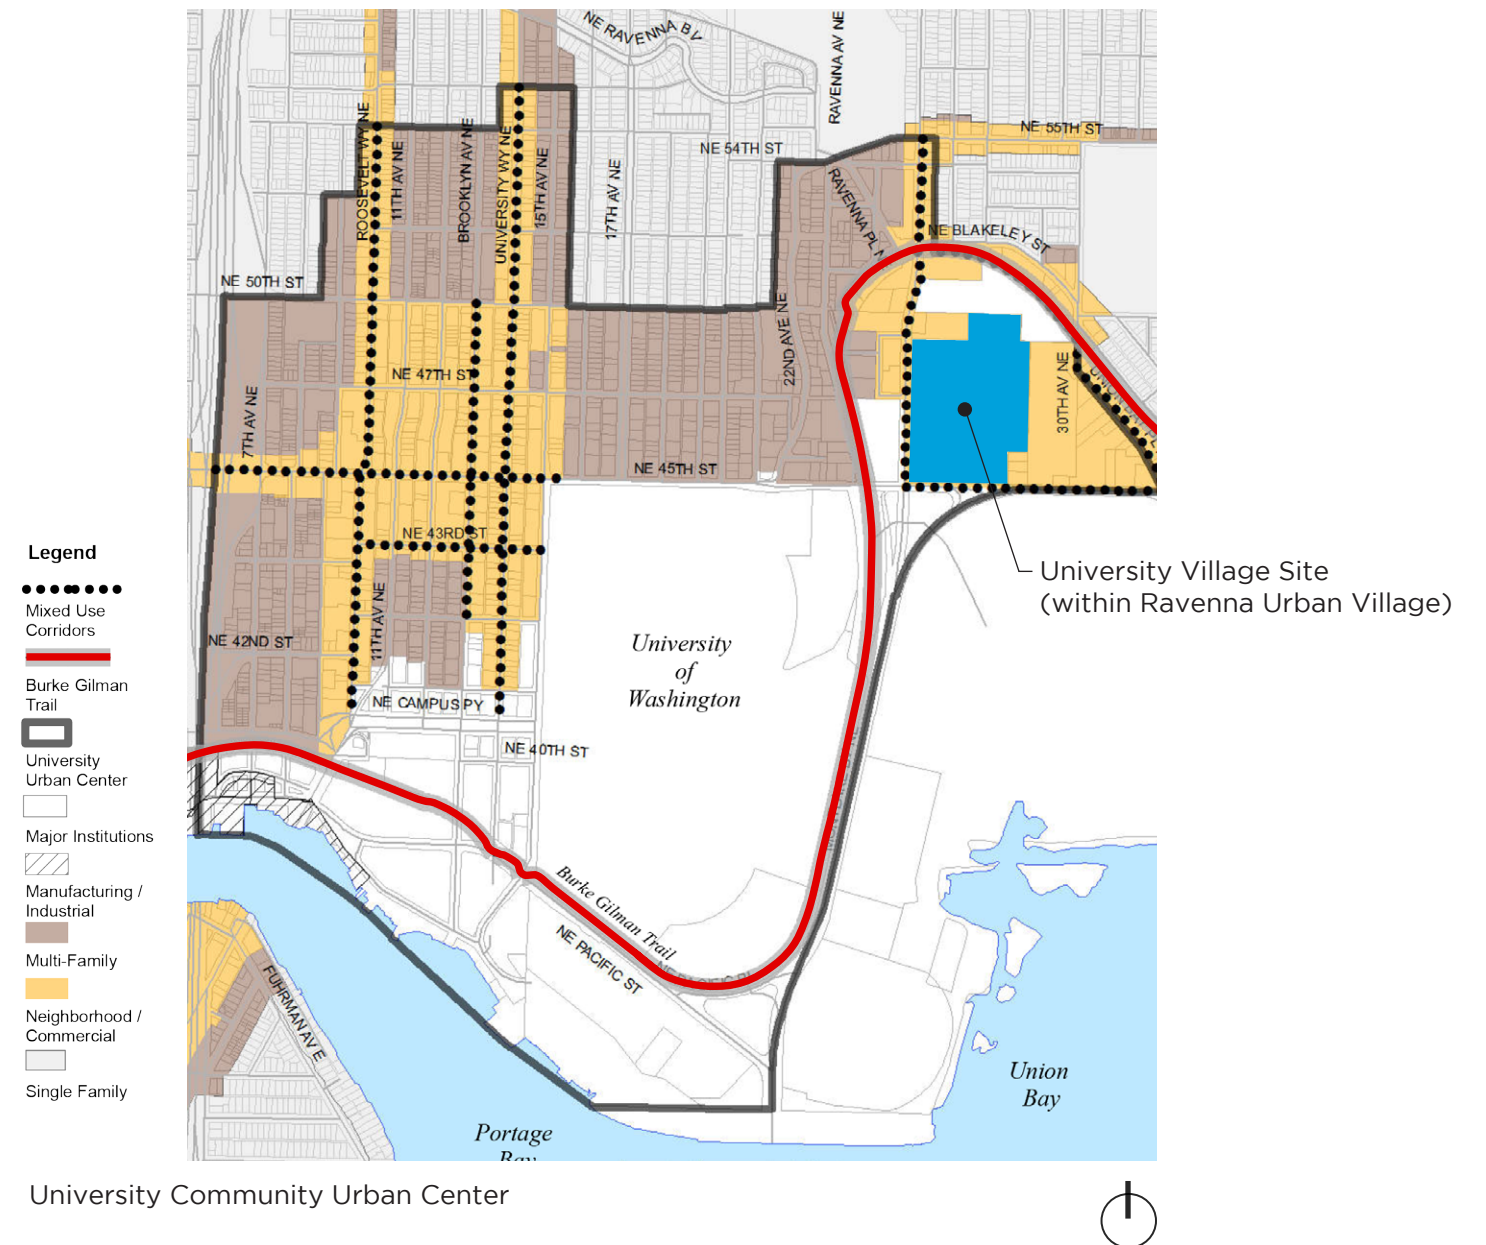 NE RAVENNA BV
RAVENNA AV NE
NE 55TH ST
NE 54TH ST
ROOSEVELT WY NE
11TH AV NE
BROOKLYN AV NE
UNIVERSITY WY NE
15TH AV NE
17TH AV NE
RAVENNA PL
NE BLAKELEY ST
NE 50TH ST
22ND AVE NE
NE 47TH ST
30TH AV NE
7TH AV NE
NE 45TH ST
NE 43RD ST
11TH AV NE
NE 42ND ST
NE CAMPUS PY
NE 40TH ST
University
of
Washington
University Village Site
(within Ravenna Urban Village)
Burke Gilman Trail
NE PACIFIC ST
FUHRMAN AV E
Portage
Bay
Union
Bay
Legend
Mixed Use
Corridors
Burke Gilman
Trail
University
Urban Center
Major Institutions
Manufacturing /
Industrial
Multi-Family
Neighborhood /
Commercial
Single Family
University Community Urban Center